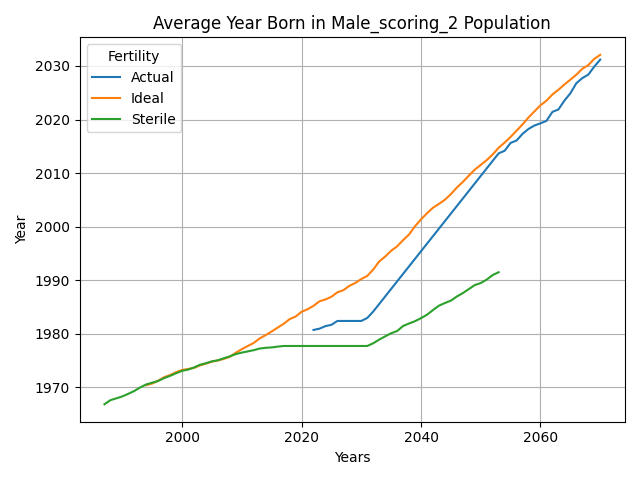 Average Year Born in Male_scoring_2 Population
Fertility
Actual
Ideal
Sterile
2030
2020
2010
2000
1990
1980
1970
Year
2000
2020
2040
2060
Years